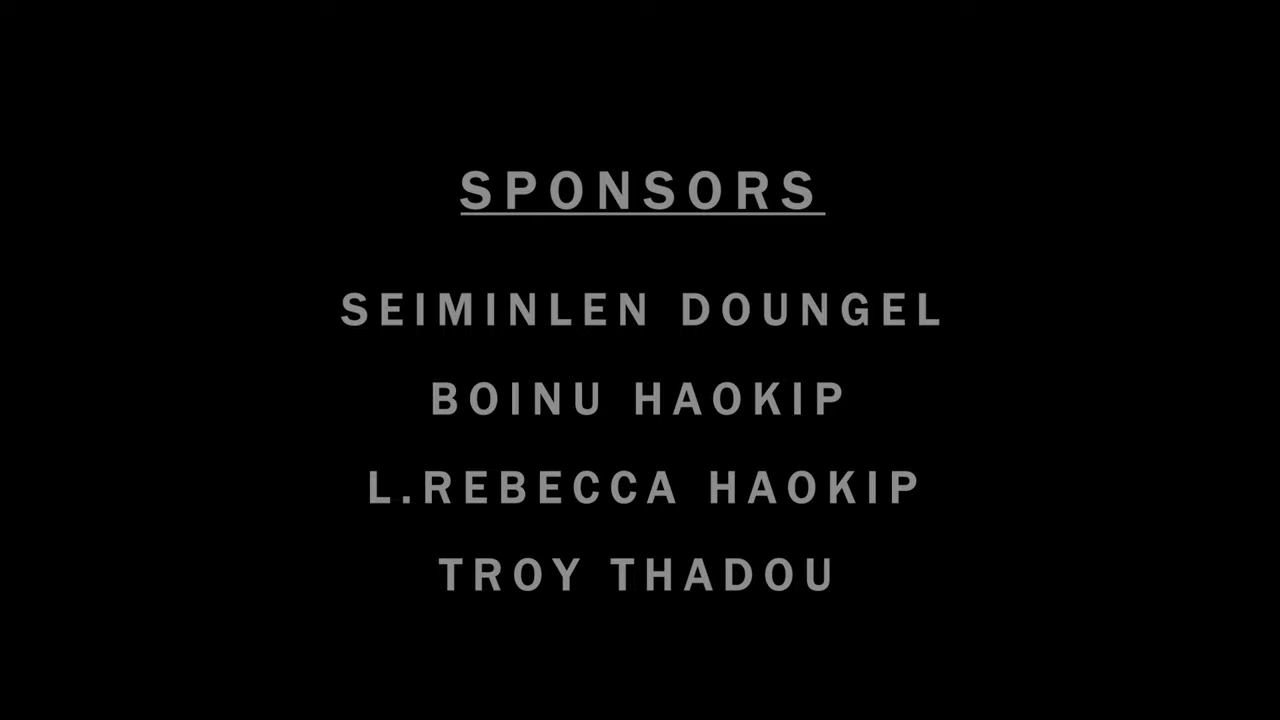 SPONSORS
SEIMINLEN DOUNGEL
BOINU HAOKIP
L.REBECCA HAOKIP
TROY THADOU